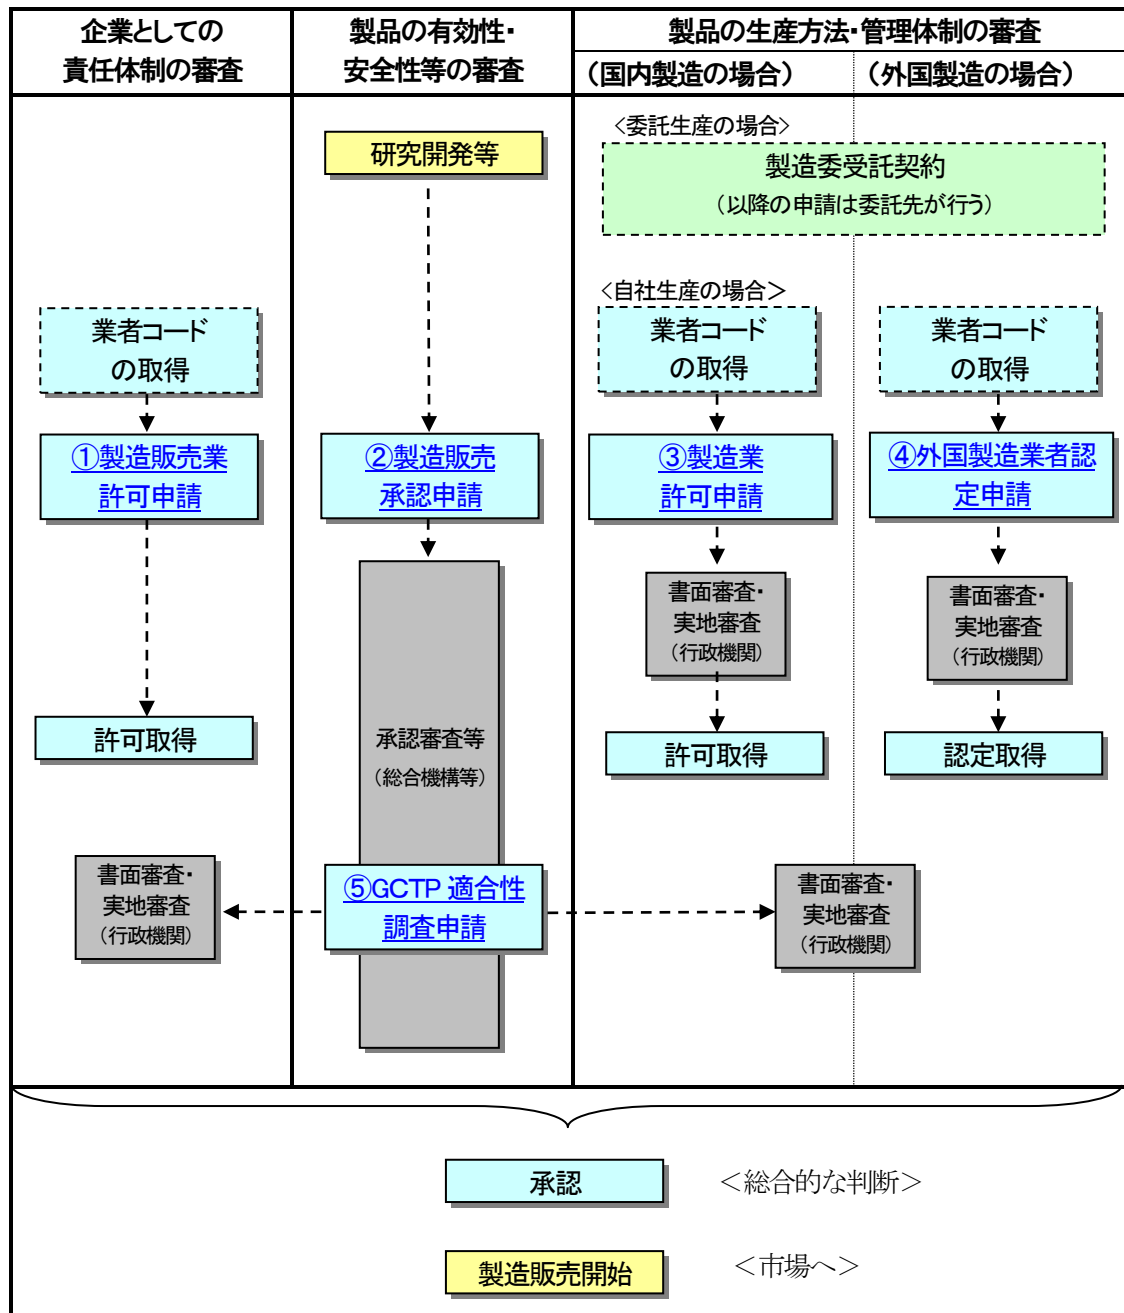 企業としての
責任体制の審査
製品の有効性・
安全性等の審査
製品の生産方法・管理体制の審査
（国内製造の場合）
（外国製造の場合）
<委託生産の場合>
製造委受託契約
（以降の申請は委託先が行う）
研究開発等
<自社生産の場合＞
業者コード
の取得
業者コード
の取得
業者コード
の取得
①製造販売業
許可申請
②製造販売
承認申請
③製造業
許可申請
④外国製造業者認
定申請
書面審査・
実地審査
（行政機関）
書面審査・
実地審査
（行政機関）
許可取得
承認審査等
（総合機構等）
許可取得
認定取得
書面審査・
実地審査
（行政機関）
⑤GCTP 適合性
調査申請
書面審査・
実地審査
（行政機関）
承認
＜総合的な判断＞
製造販売開始
＜市場へ＞